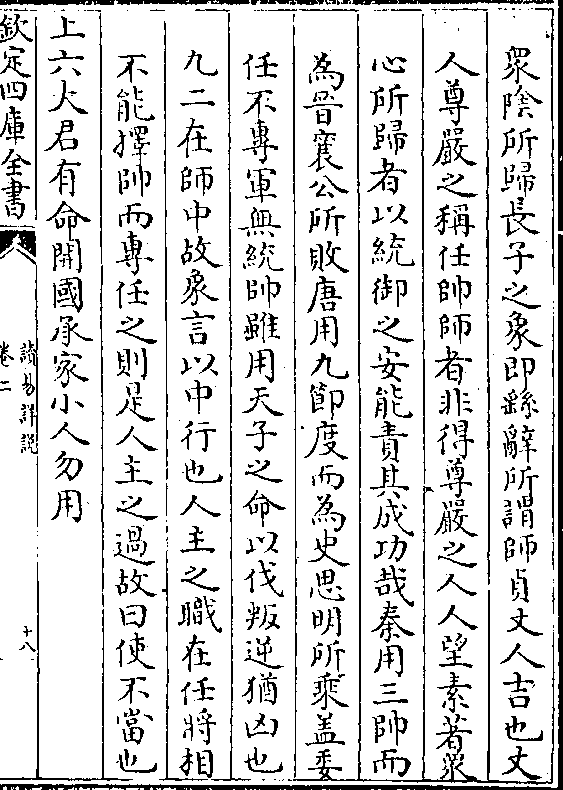 眾陰所歸長子之象即繇辭所謂師貞丈人吉也丈
人尊嚴之稱任帥師者非得尊嚴之人人望素著眾
心所歸者以統御之安能責其成功哉秦用三帥而
為晉襄公所敗唐用九節度而為史思明所乘蓋委
任不專軍無統帥雖用天子之命以伐叛逆猶凶也
九二在師中故象言以中行也人主之職在任將相
不能擇帥而專任之則是人主之過故曰使不當也
上六大君有命開國承家小人勿用
欽定四庫全書
讀易詳說
卷二
十八